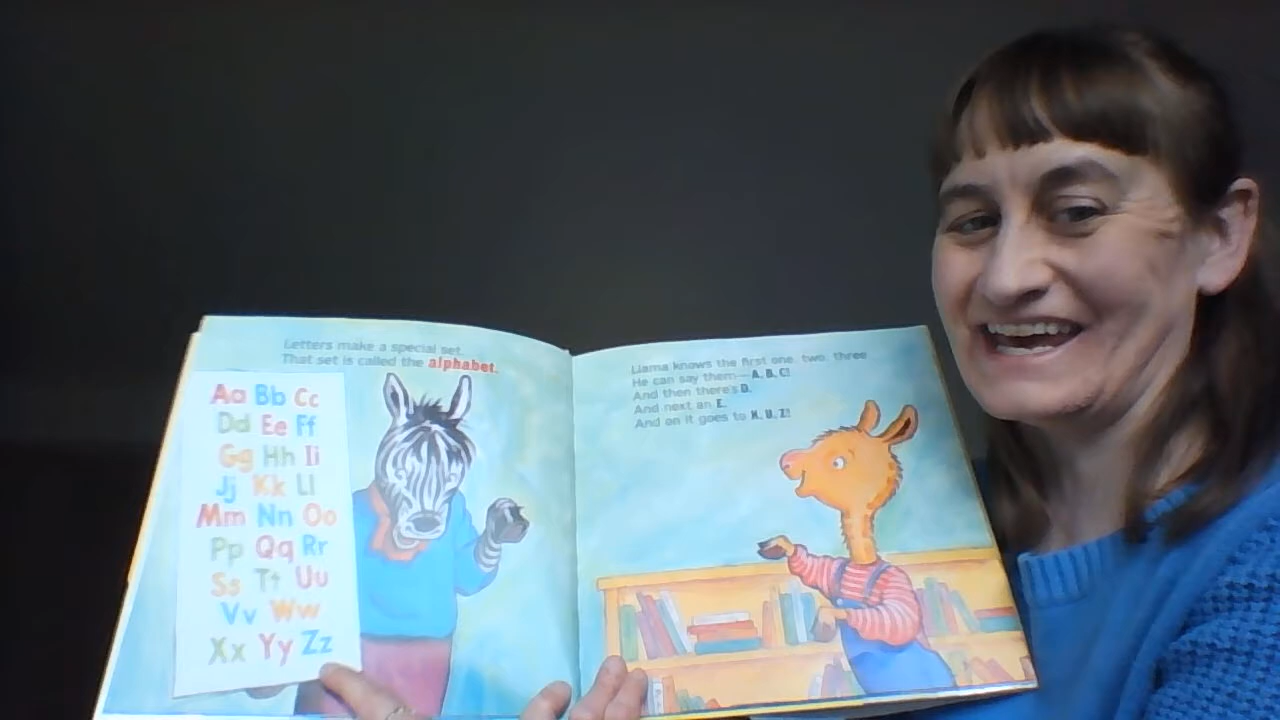 Letters make a special set.
That set is called the alphabet.
Aa Bb Cc
Dd Ee Ff
Gg Hh Ii
Jj Kk Ll
Mm Nn Oo
Pp Qq Rr
Ss Tt Uu
Vv Ww
Xx Yy Zz
Llama knows the first one, two, three
He can say them—A, B, C!
And then there's D.
And next an E.
And on it goes to X, Y, Z!